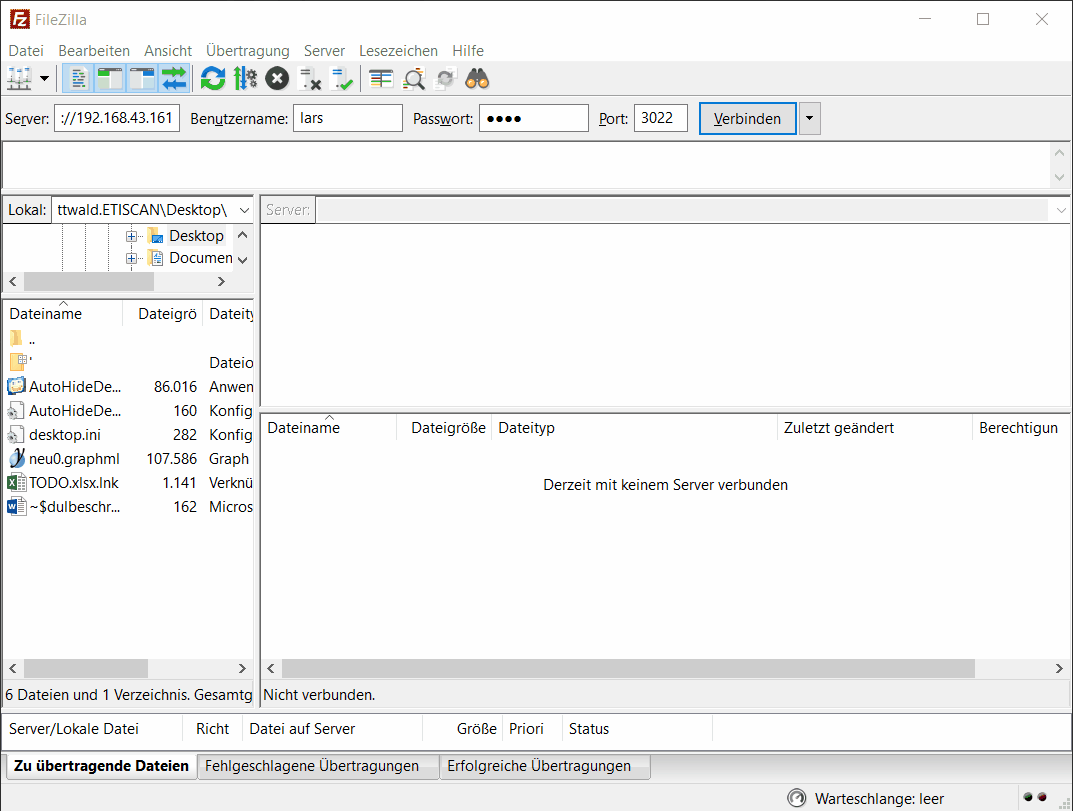 FileZilla
Datei Bearbeiten Ansicht Übertragung Server Lesezeichen Hilfe
Server: ://192.168.43.161 Benutzername: lars Passwort: ●●●● Port: 3022 Verbinden
Lokal: ttwald.ETISCAN\Desktop\ Server:
Desktop
Documen
Dateiname Dateigrö Dateity
..
' Dateio
AutoHideDe... 86.016 Anwen
AutoHideDe... 160 Konfig
desktop.ini 282 Konfig
neu0.graphml 107.586 Graph
TODO.xlsx.lnk 1.141 Verknü
~$dulbeschr... 162 Micros
6 Dateien und 1 Verzeichnis. Gesamtg
Dateiname Dateigröße Dateityp Zuletzt geändert Berechtigun
Derzeit mit keinem Server verbunden
Nicht verbunden.
Server/Lokale Datei Richt Datei auf Server Größe Priori Status
Zu übertragende Dateien Fehlgeschlagene Übertragungen Erfolgreiche Übertragungen
Warteschlange: leer